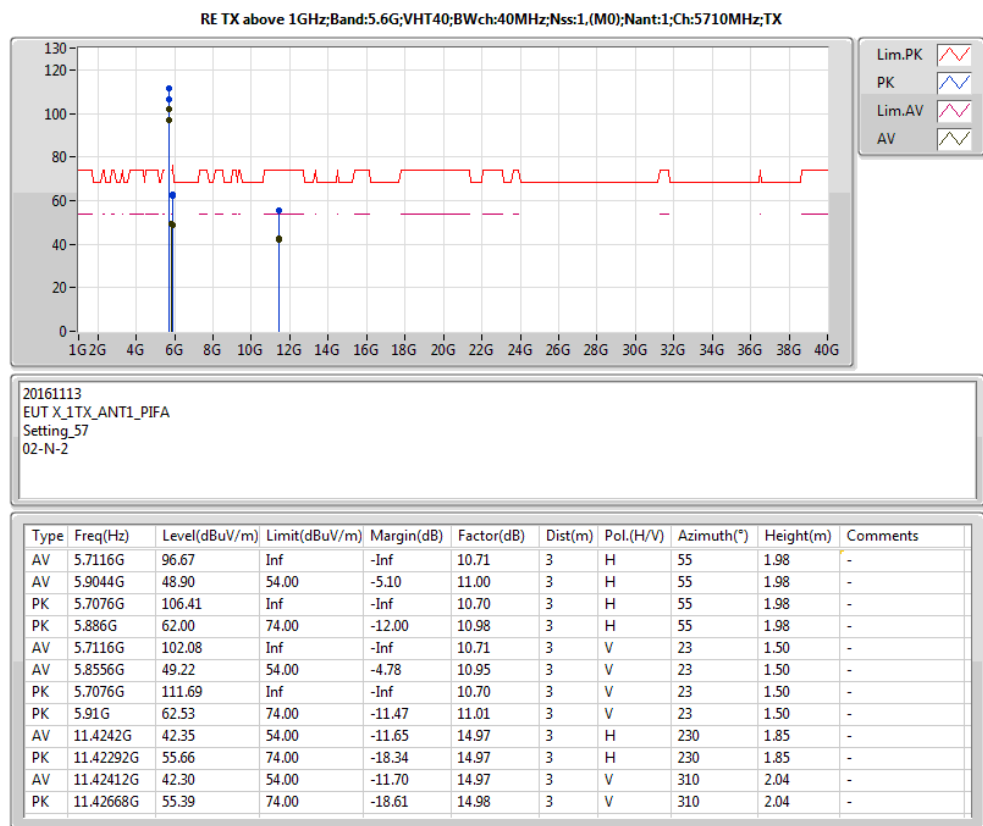 RE TX above 1GHz;Band:5.6G;VHT40;BWch:40MHz;Nss:1,(M0);Nant:1;Ch:5710MHz;TX
130
120
100
80
60
40
20
0
1G 2G 4G 6G 8G 10G 12G 14G 16G 18G 20G 22G 24G 26G 28G 30G 32G 34G 36G 38G 40G
Lim.PK
PK
Lim.AV
AV
20161113
EUT X_1TX_ANT1_PIFA
Setting_57
02-N-2
Type Freq(Hz) Level(dBuV/m) Limit(dBuV/m) Margin(dB) Factor(dB) Dist(m) Pol.(H/V) Azimuth(°) Height(m) Comments
AV 5.7116G 96.67 Inf -Inf 10.71 3 H 55 1.98 -
AV 5.9044G 48.90 54.00 -5.10 11.00 3 H 55 1.98 -
PK 5.7076G 106.41 Inf -Inf 10.70 3 H 55 1.98 -
PK 5.886G 62.00 74.00 -12.00 10.98 3 H 55 1.98 -
AV 5.7116G 102.08 Inf -Inf 10.71 3 V 23 1.50 -
AV 5.8556G 49.22 54.00 -4.78 10.95 3 V 23 1.50 -
PK 5.7076G 111.69 Inf -Inf 10.70 3 V 23 1.50 -
PK 5.91G 62.53 74.00 -11.47 11.01 3 V 23 1.50 -
AV 11.4242G 42.35 54.00 -11.65 14.97 3 H 230 1.85 -
PK 11.42292G 55.66 74.00 -18.34 14.97 3 H 230 1.85 -
AV 11.42412G 42.30 54.00 -11.70 14.97 3 V 310 2.04 -
PK 11.42668G 55.39 74.00 -18.61 14.98 3 V 310 2.04 -